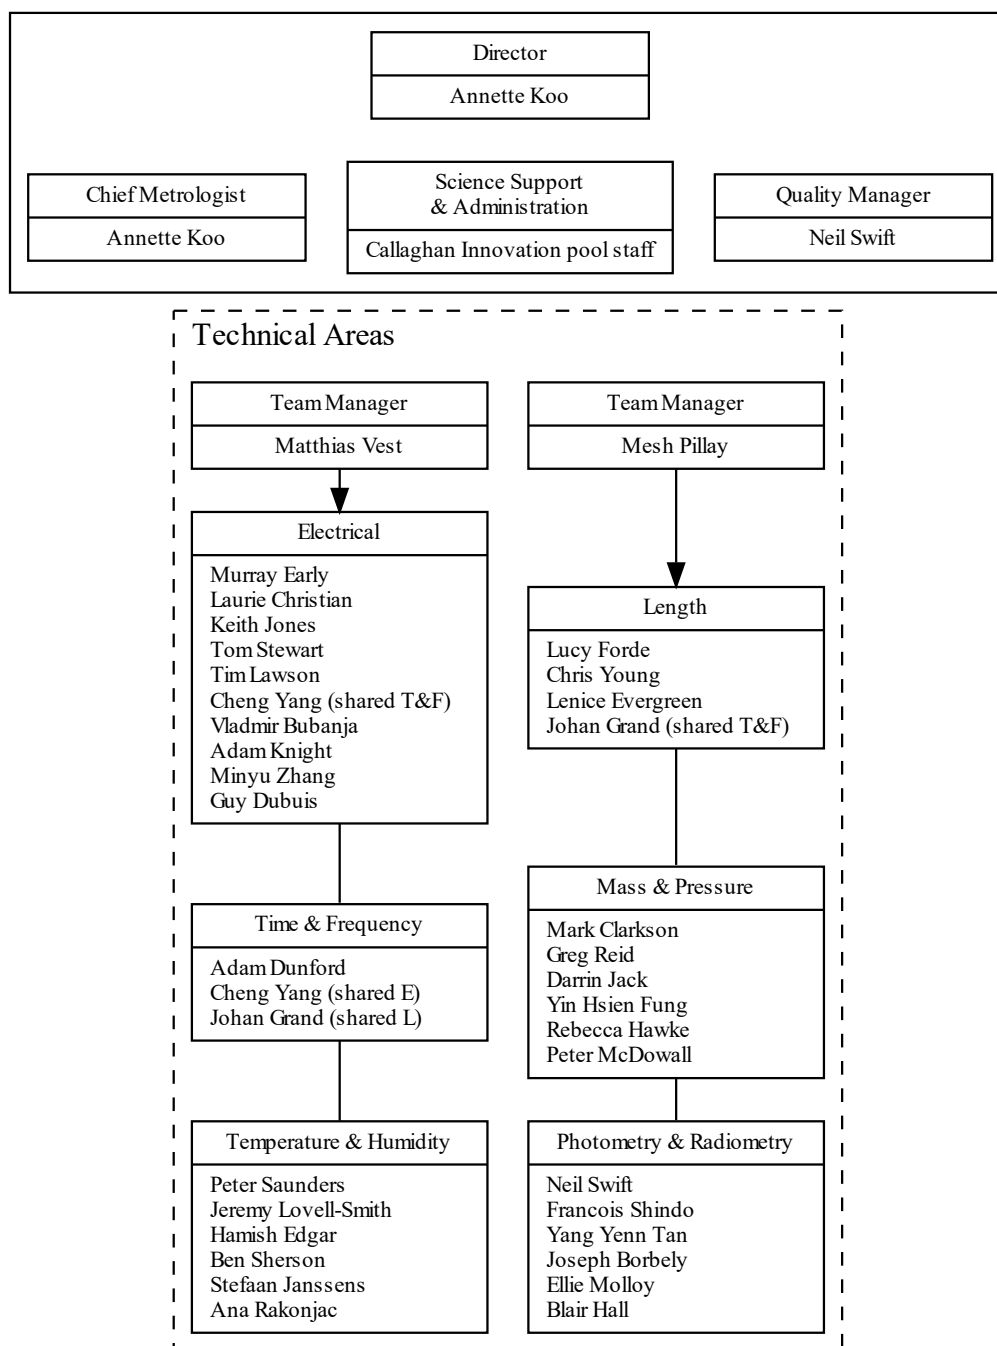 Director
Annette Koo
Chief Metrologist
Annette Koo
Science Support
& Administration
Callaghan Innovation pool staff
Quality Manager
Neil Swift
Technical Areas
Team Manager
Matthias Vest
Electrical
Murray Early
Laurie Christian
Keith Jones
Tom Stewart
Tim Lawson
Cheng Yang (shared T&F)
Vladmir Bubanja
Adam Knight
Minyu Zhang
Guy Dubuis
Time & Frequency
Adam Dunford
Cheng Yang (shared E)
Johan Grand (shared L)
Temperature & Humidity
Peter Saunders
Jeremy Lovell-Smith
Hamish Edgar
Ben Sherson
Stefaan Janssens
Ana Rakonjac
Team Manager
Mesh Pillay
Length
Lucy Forde
Chris Young
Lenice Evergreen
Johan Grand (shared T&F)
Mass & Pressure
Mark Clarkson
Greg Reid
Darrin Jack
Yin Hsien Fung
Rebecca Hawke
Peter McDowall
Photometry & Radiometry
Neil Swift
Francois Shindo
Yang Yenn Tan
Joseph Borbely
Ellie Molloy
Blair Hall